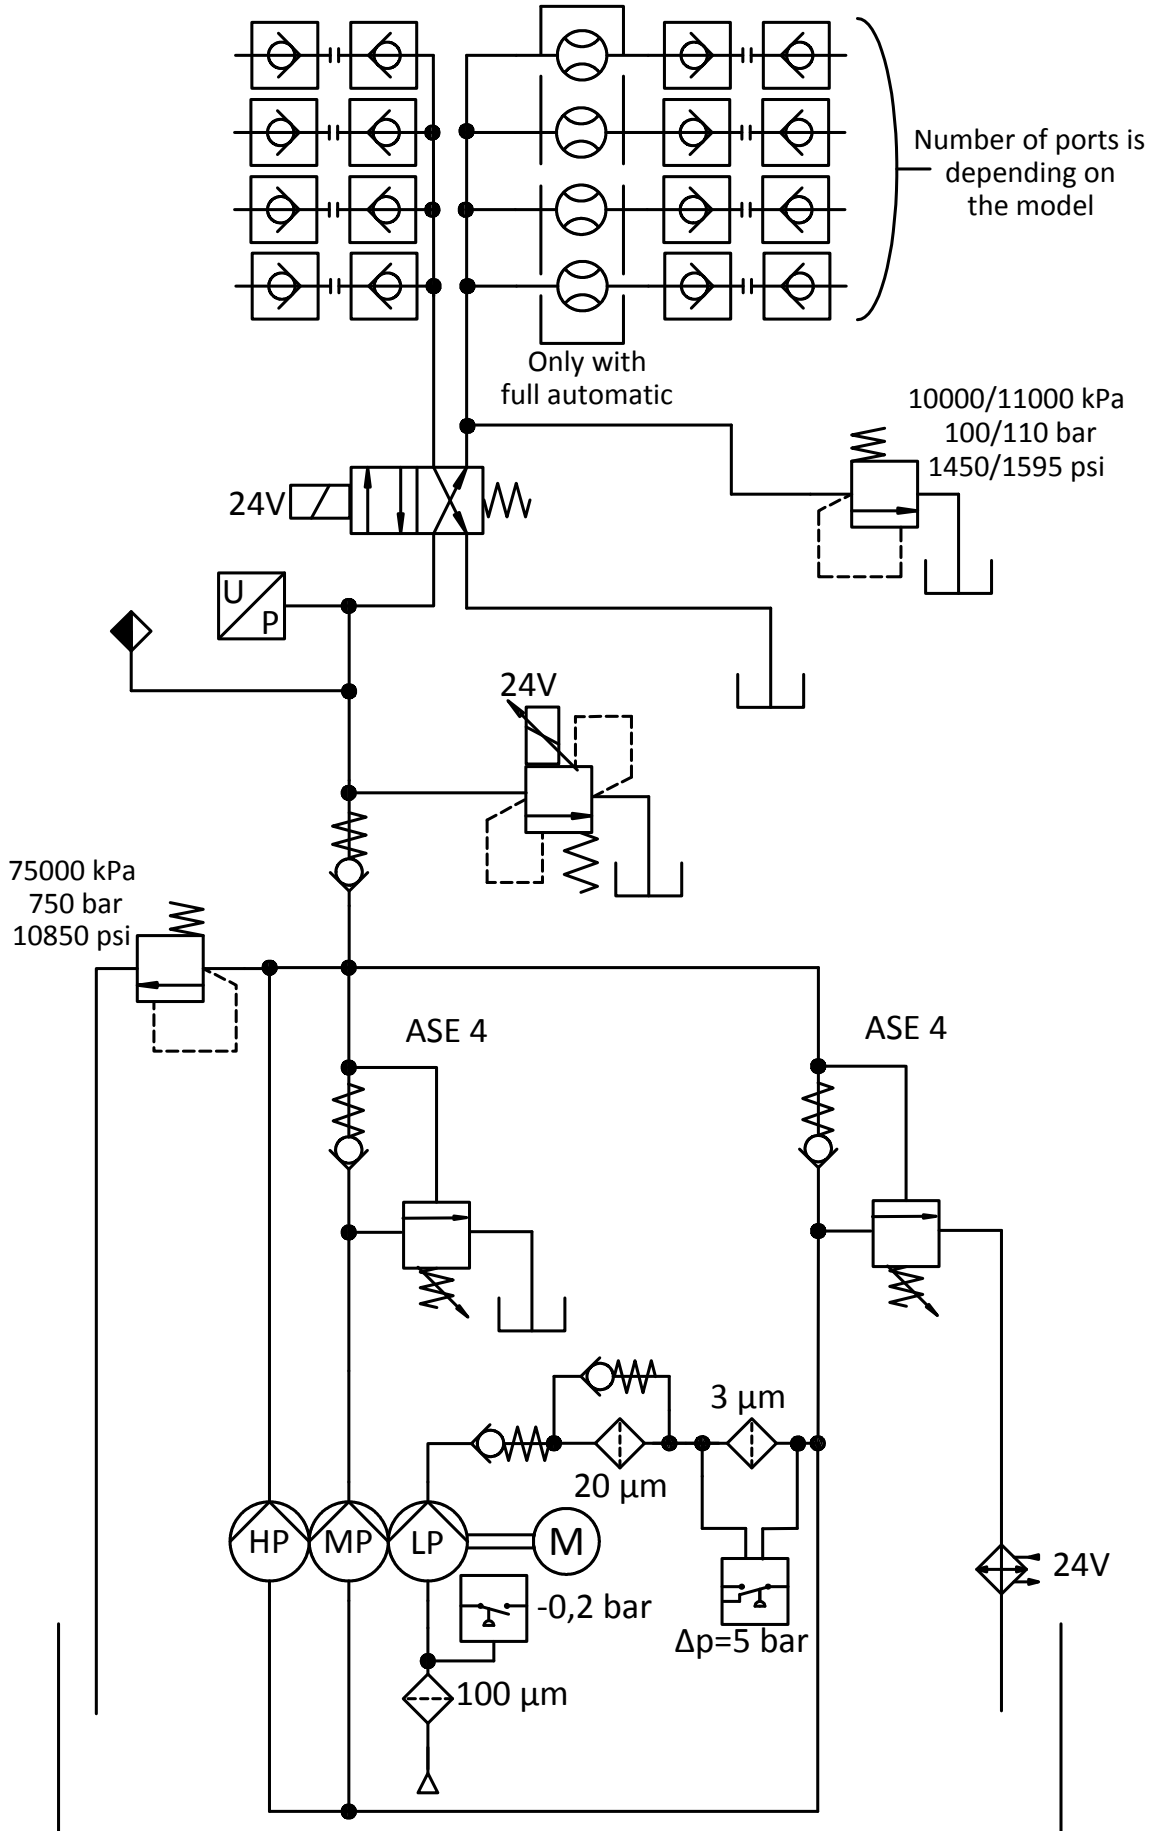 Number of ports is
depending on
the model
Only with
full automatic
10000/11000 kPa
100/110 bar
1450/1595 psi
24V
U
P
24V
75000 kPa
750 bar
10850 psi
ASE 4
ASE 4
3 µm
20 µm
HP
MP
LP
M
24V
-0,2 bar
Δp=5 bar
100 µm